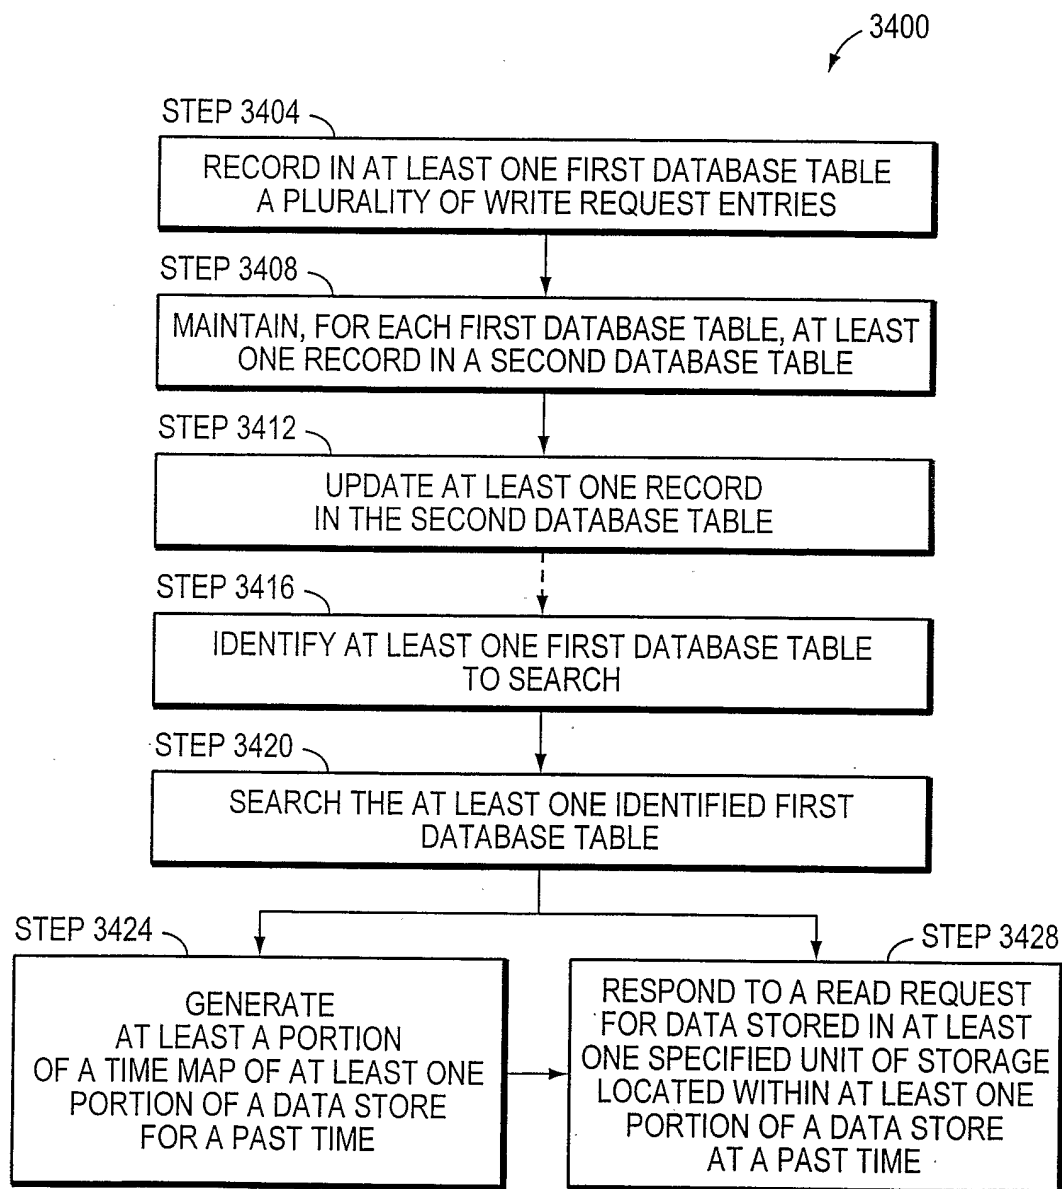 3400
STEP 3404
RECORD IN AT LEAST ONE FIRST DATABASE TABLE
A PLURALITY OF WRITE REQUEST ENTRIES
STEP 3408
MAINTAIN, FOR EACH FIRST DATABASE TABLE, AT LEAST
ONE RECORD IN A SECOND DATABASE TABLE
STEP 3412
UPDATE AT LEAST ONE RECORD
IN THE SECOND DATABASE TABLE
STEP 3416
IDENTIFY AT LEAST ONE FIRST DATABASE TABLE
TO SEARCH
STEP 3420
SEARCH THE AT LEAST ONE IDENTIFIED FIRST
DATABASE TABLE
STEP 3424
GENERATE
AT LEAST A PORTION
OF A TIME MAP OF AT LEAST ONE
PORTION OF A DATA STORE
FOR A PAST TIME
STEP 3428
RESPOND TO A READ REQUEST
FOR DATA STORED IN AT LEAST
ONE SPECIFIED UNIT OF STORAGE
LOCATED WITHIN AT LEAST ONE
PORTION OF A DATA STORE
AT A PAST TIME